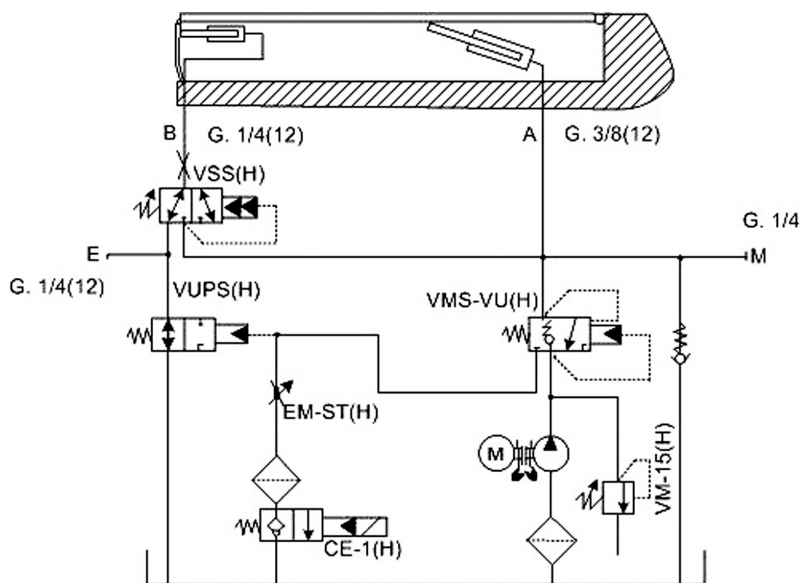 B
G. 1/4(12)
A
G. 3/8(12)
VSS(H)
G. 1/4
E
M
G. 1/4(12)
VUPS(H)
VMS-VU(H)
EM-ST(H)
M
VM-15(H)
CE-1(H)